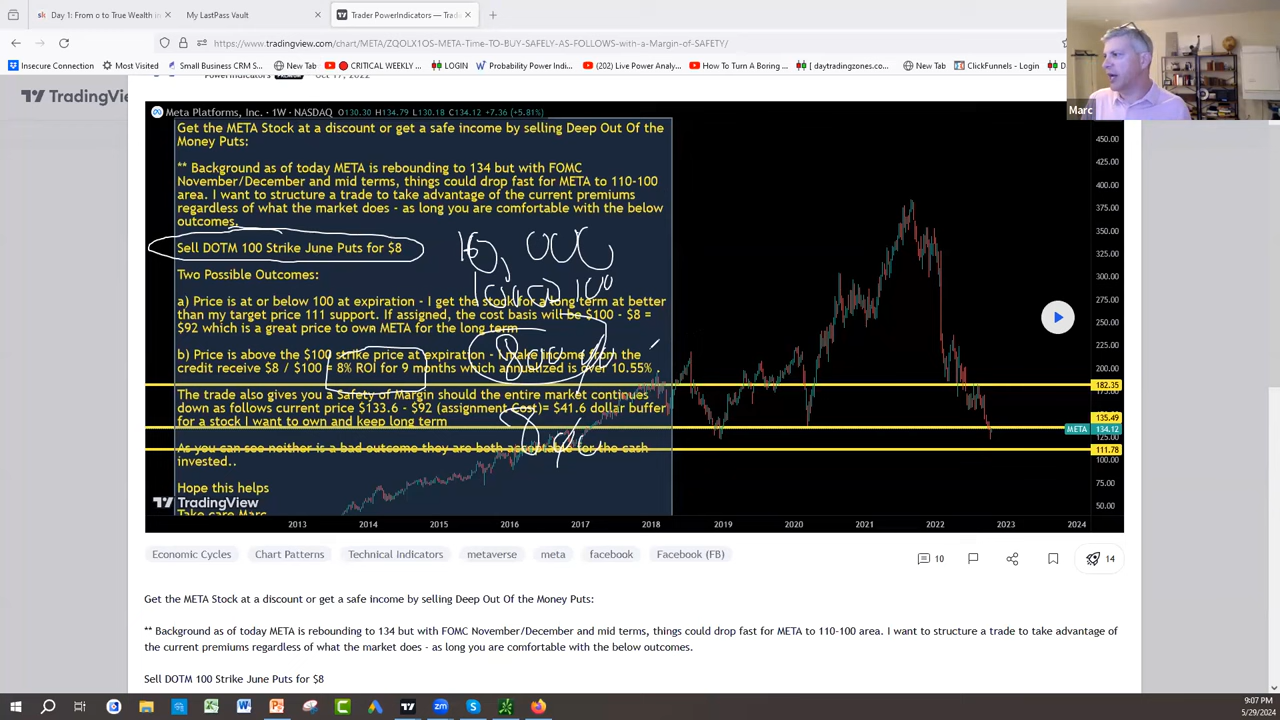 Day 1: From 0 to True Wealth in
My LastPass Vault
Trader PowerIndicators — Trad
https://www.tradingview.com/chart/META/ZQOLX1OS-META-Time-TO-BUY-SAFELY-AS-FOLLOWS-with-a-Margin-of-SAFETY/
Insecure Connection
Most Visited
Small Business CRM S...
New Tab
CRITICAL WEEKLY ...
LOGIN
Probability Power Indi...
(202) Live Power Analy...
How To Turn A Boring ...
[ daytradingzones.co...
New Tab
ClickFunnels - Login
Marc
PowerIndicators
Oct 17, 2022
TradingVie
Meta Platforms, Inc. · 1W · NASDAQ O130.30 H134.79 L130.18 C134.12 +7.36 (+5.81%)
Get the META Stock at a discount or get a safe income by selling Deep Out Of the
Money Puts:
** Background as of today META is rebounding to 134 but with FOMC
November/December and mid terms, things could drop fast for META to 110-100
area. I want to structure a trade to take advantage of the current premiums
regardless of what the market does - as long you are comfortable with the below
outcomes.
Sell DOTM 100 Strike June Puts for $8
Two Possible Outcomes:
a) Price is at or below 100 at expiration - I get the stock for a long term at better
than my target price 111 support. If assigned, the cost basis will be $100 - $8 =
$92 which is a great price to own META for the long term
b) Price is above the $100 strike price at expiration - I make income from the
credit receive $8 / $100 = 8% ROI for 9 months which annualized is over 10.55% .
The trade also gives you a Safety of Margin should the entire market continues
down as follows current price $133.6 - $92 (assignment cost)= $41.6 dollar buffer
for a stock I want to own and keep long term
As you can see neither is a bad outcome they are both acceptable for the cash
invested..
Hope this helps
Take care Marc
TradingView
450.00
425.00
400.00
375.00
350.00
325.00
300.00
275.00
250.00
225.00
200.00
182.35
135.49
META 134.12
125.00
111.78
100.00
75.00
50.00
2013 2014 2015 2016 2017 2018 2019 2020 2021 2022 2023 2024
Economic Cycles
Chart Patterns
Technical Indicators
metaverse
meta
facebook
Facebook (FB)
10
14
Get the META Stock at a discount or get a safe income by selling Deep Out Of the Money Puts:
** Background as of today META is rebounding to 134 but with FOMC November/December and mid terms, things could drop fast for META to 110-100 area. I want to structure a trade to take advantage of
the current premiums regardless of what the market does - as long you are comfortable with the below outcomes.
Sell DOTM 100 Strike June Puts for $8
9:07 PM
5/29/2024